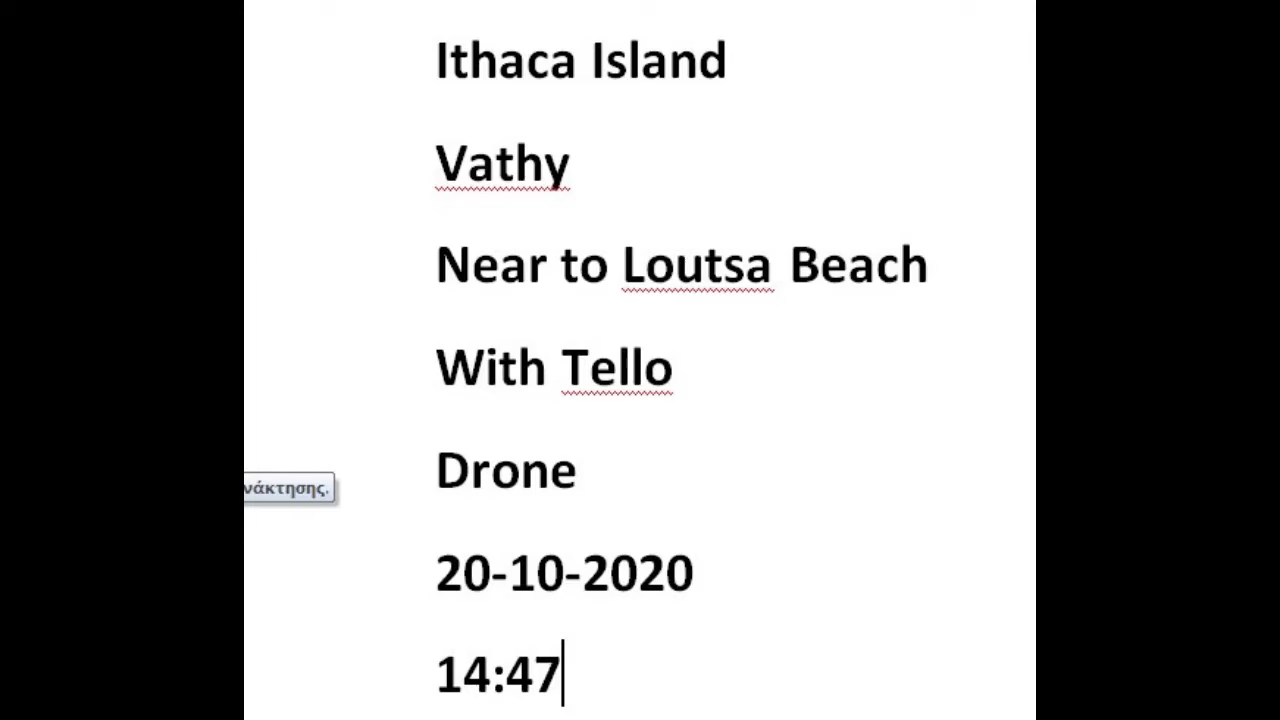 Ithaca Island
Vathy
Near to Loutsa Beach
With Tello
Drone
νάκτησης.
20-10-2020
14:47